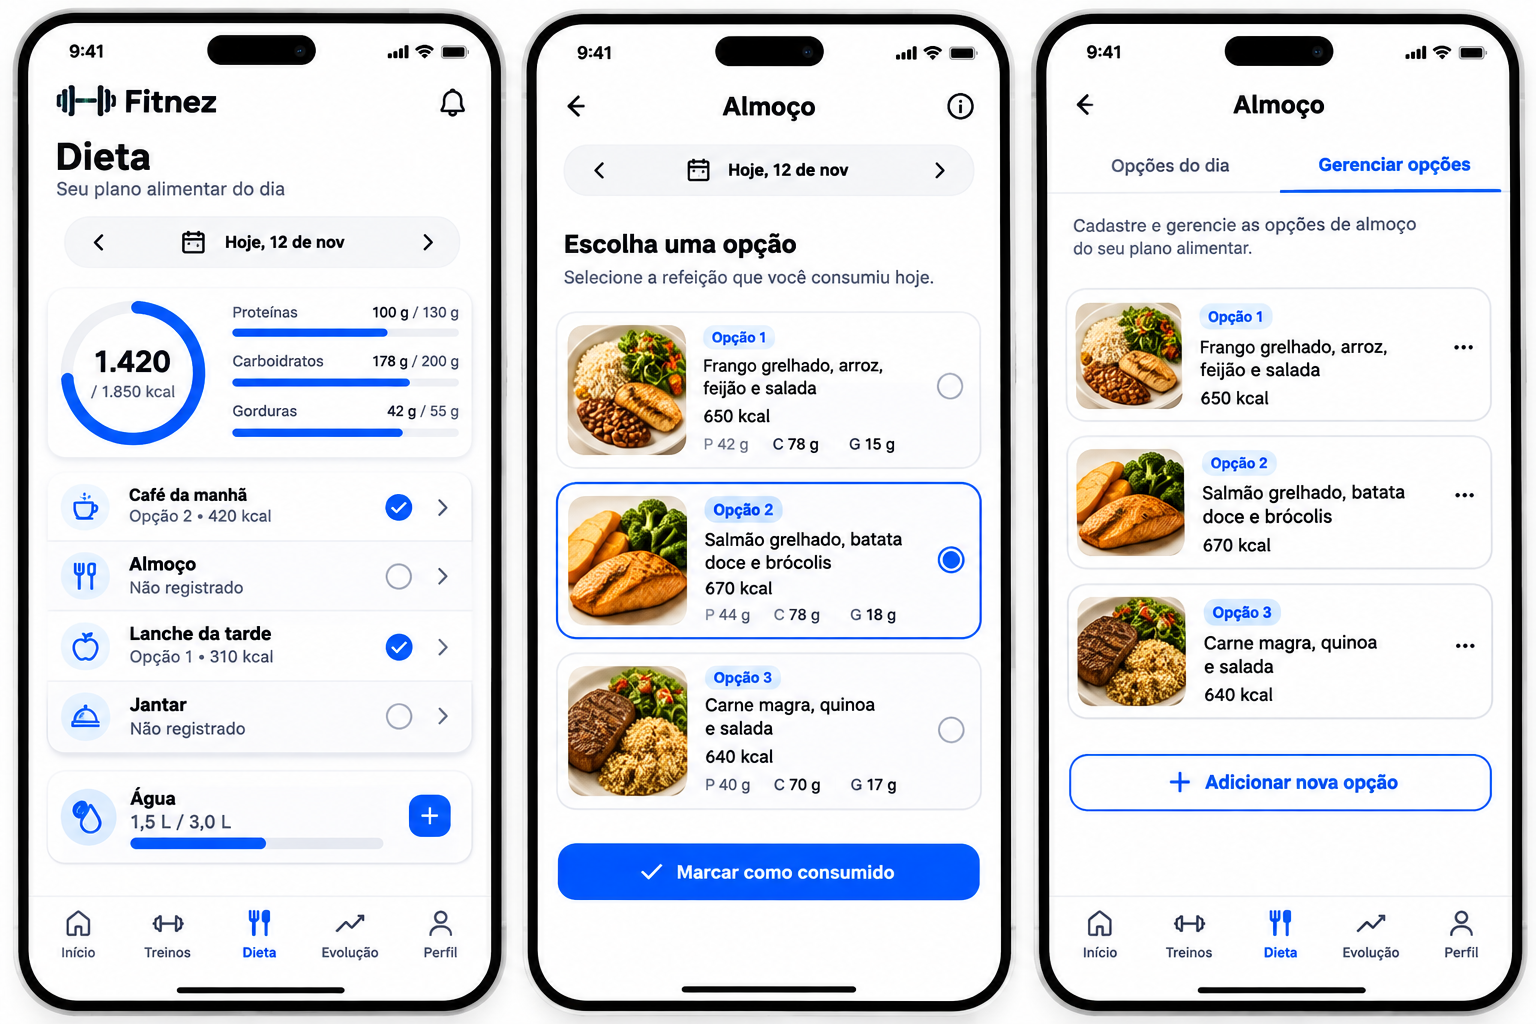 9:41
Fitnez
Dieta
Seu plano alimentar do dia
Hoje, 12 de nov
1.420
/ 1.850 kcal
Proteínas 100 g / 130 g
Carboidratos 178 g / 200 g
Gorduras 42 g / 55 g
Café da manhã
Opção 2 • 420 kcal
Almoço
Não registrado
Lanche da tarde
Opção 1 • 310 kcal
Jantar
Não registrado
Água
1,5 L / 3,0 L
Início Treinos Dieta Evolução Perfil
9:41
Almoço
Hoje, 12 de nov
Escolha uma opção
Selecione a refeição que você consumiu hoje.
Opção 1
Frango grelhado, arroz,
feijão e salada
650 kcal
P 42 g C 78 g G 15 g
Opção 2
Salmão grelhado, batata
doce e brócolis
670 kcal
P 44 g C 78 g G 18 g
Opção 3
Carne magra, quinoa
e salada
640 kcal
P 40 g C 70 g G 17 g
Marcar como consumido
9:41
Almoço
Opções do dia Gerenciar opções
Cadastre e gerencie as opções de almoço
do seu plano alimentar.
Opção 1
Frango grelhado, arroz,
feijão e salada
650 kcal
Opção 2
Salmão grelhado, batata
doce e brócolis
670 kcal
Opção 3
Carne magra, quinoa
e salada
640 kcal
+ Adicionar nova opção
Início Treinos Dieta Evolução Perfil